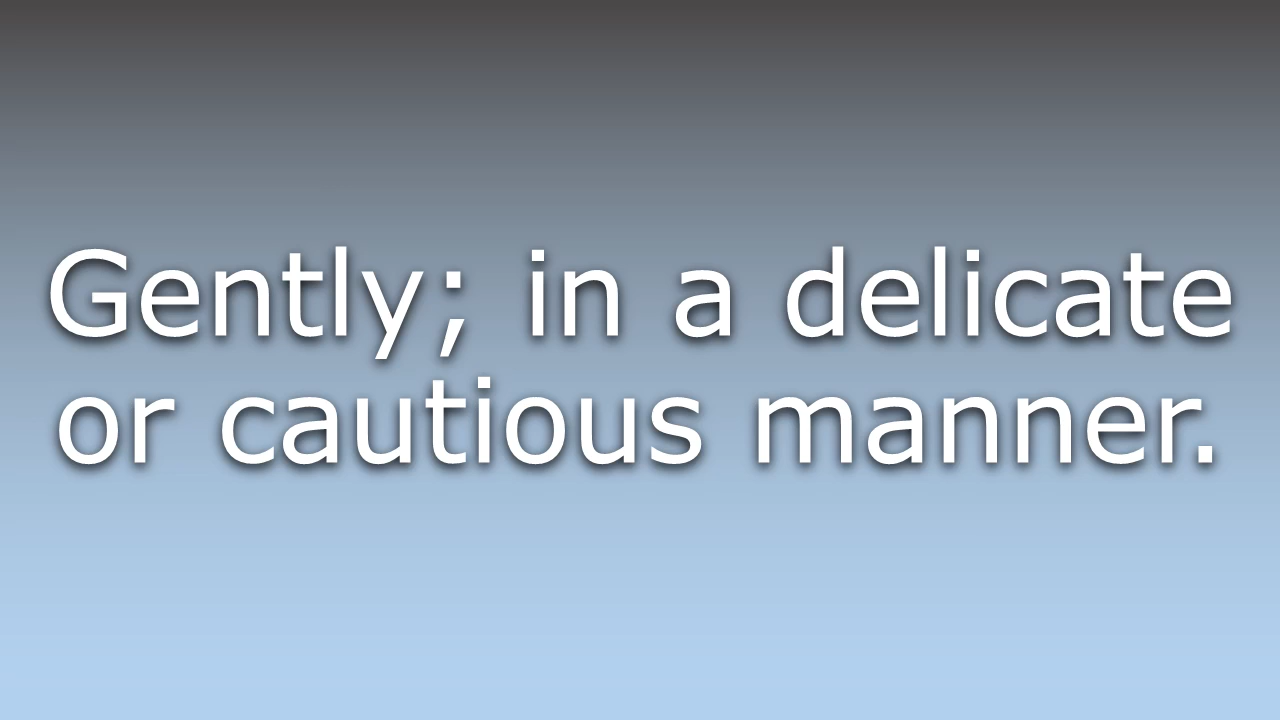 Gently; in a delicate
or cautious manner.